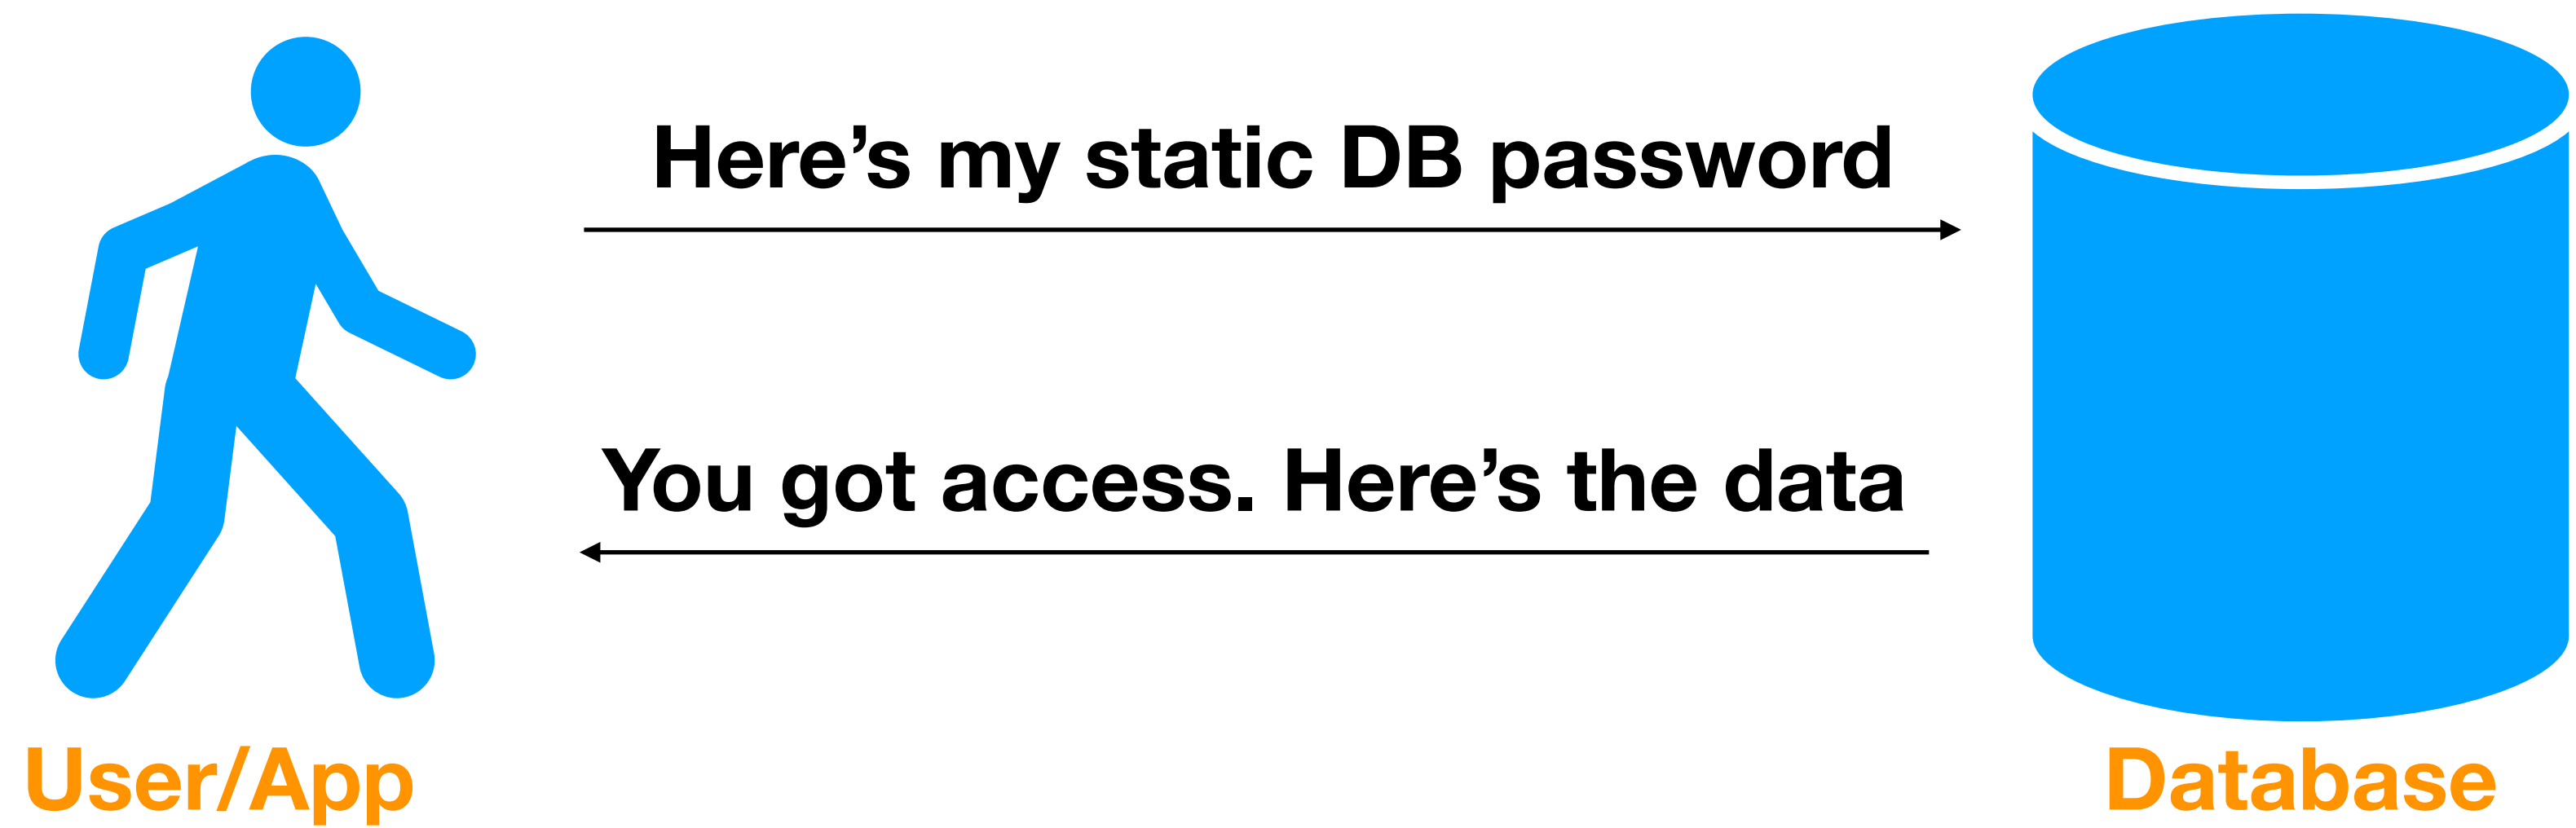 Here’s my static DB password
You got access. Here’s the data
User/App
Database